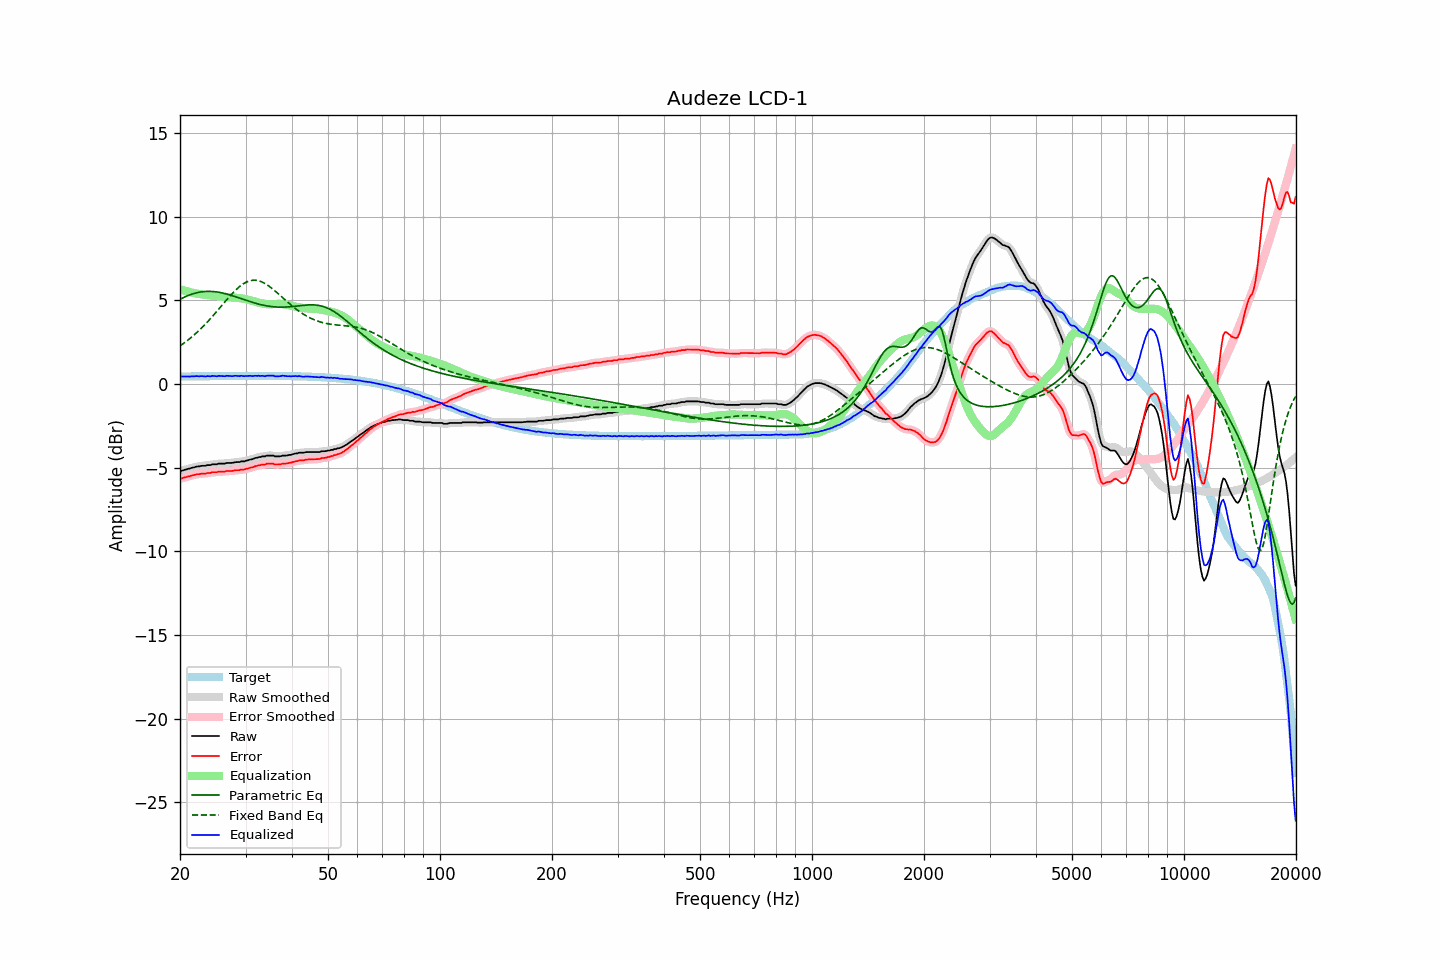 Audeze LCD-1
Amplitude (dBr)
15
10
5
0
−5
−10
−15
−20
−25
Target
Raw Smoothed
Error Smoothed
Raw
Error
Equalization
Parametric Eq
Fixed Band Eq
Equalized
20 50 100 200 500 1000 2000 5000 10000 20000
Frequency (Hz)